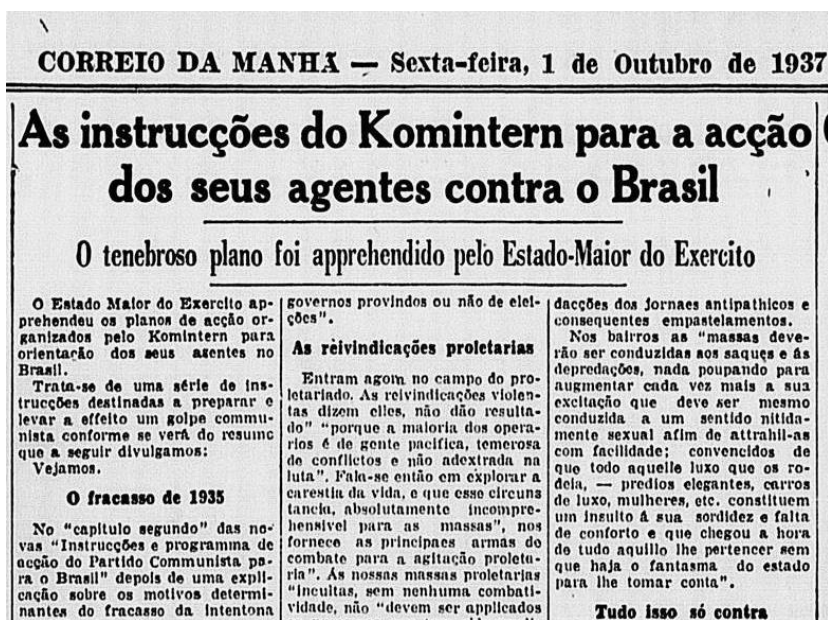 CORREIO DA MANHÃ — Sexta-feira, 1 de Outubro de 1937
As instrucções do Komintern para a acção
dos seus agentes contra o Brasil
O tenebroso plano foi apprehendido pelo Estado-Maior do Exercito
O Estado Maior do Exercito ap-
prehendeu os planos de acção or-
ganizados pelo Komintern para
orientação dos seus agentes no
Brasil.
Trata-se de uma série de ins-
trucções destinadas a preparar e
levar a effeito um golpe commu-
nista conforme se verá do resumo
que a seguir divulgamos:
Vejamos.
O fracasso de 1935
No "capitulo segundo" das no-
vas "Instrucções e programma de
acção do Partido Communista pa-
ra o Brasil" depois de uma expli-
cação sobre os motivos determi-
nantes do fracasso da intentona
governos provindos ou não de elei-
ções".
As reivindicações proletarias
Entram agora no campo do pro-
letariado. As reivindicações violen-
tas dizem elles, não dão resulta-
do" "porque a maioria dos opera-
rios é de gente pacifica, temerosa
de conflictos e não adextrada na
luta". Fala-se então em explorar a
carestia da vida, e que esse circuns
tancia, absolutamente incompre-
hensivel para as massas", nos
fornece as principaes armas do
combate para a agitação proleta-
ria". As nossas massas proletarias
"incultas, sem nenhuma combati-
vidade, não "devem ser applicados
dacções dos jornaes antipathicos e
consequentes empastelamentos.
Nos bairros as "massas deve-
rão ser conduzidas aos saques e ás
depredações, nada poupando para
augmentar cada vez mais a sua
excitação que deve ser mesmo
conduzida a um sentido nitida-
mente sexual afim de attrahil-as
com facilidade; convencidos de
que todo aquelle luxo que os ro-
deia, — predios elegantes, carros
de luxo, mulheres, etc. constituem
um insulto á sua sordidez e falta
de conforto e que chegou a hora
de tudo aquillo lhe pertencer sem
que haja o fantasma do estado
para lhe tomar conta".
Tudo isso só contra